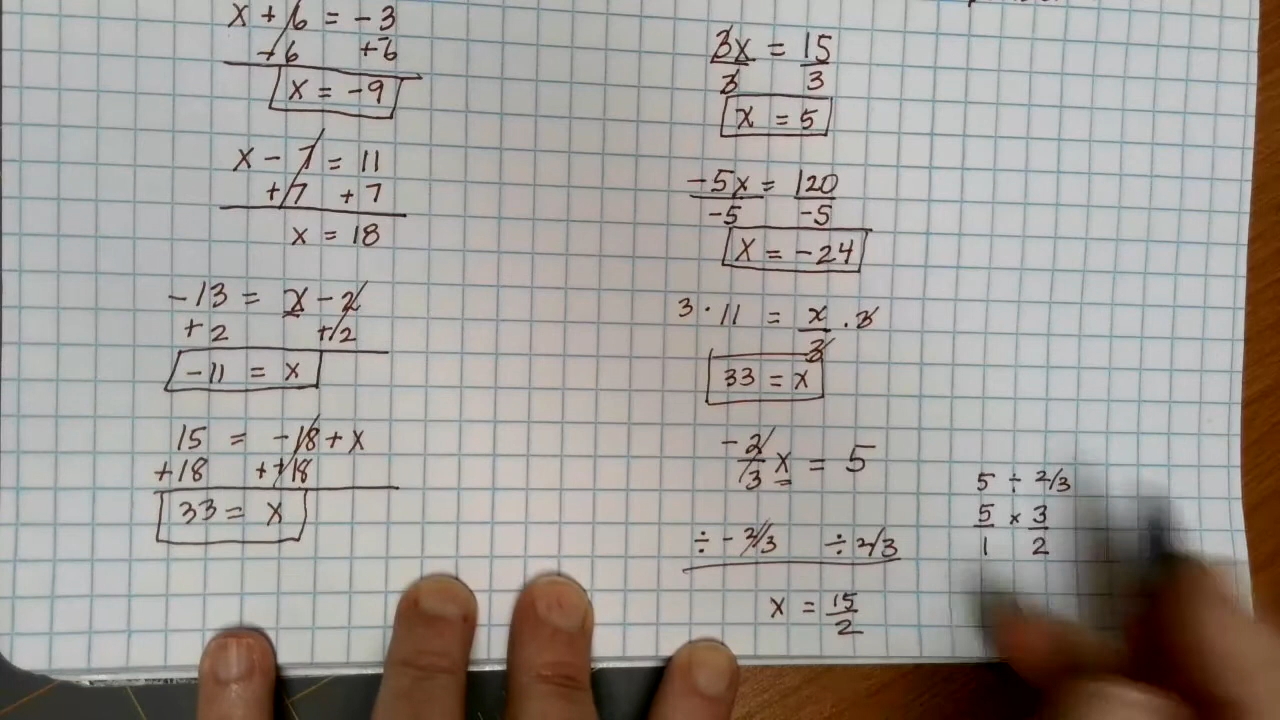 x + 6 = -3
+6 +6
x = -9
x - 7 = 11
+7 +7
x = 18
-13 = x - 2
+2 +2
-11 = x
15 = -18 + x
+18 ++18
33 = x
3x = 15
3 3
x = 5
-5x = 120
-5 -5
x = -24
3 · 11 = x/3 · 3
33 = x
-2/3 x = 5
÷ -2/3 ÷ 2/3
x = 15/2
5 ÷ 2/3
5/1 × 3/2